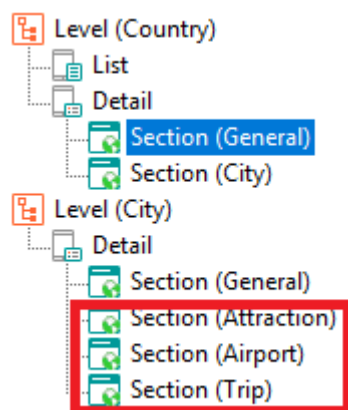 Level (Country)
List
Detail
Section (General)
Section (City)
Level (City)
Detail
Section (General)
Section (Attraction)
Section (Airport)
Section (Trip)